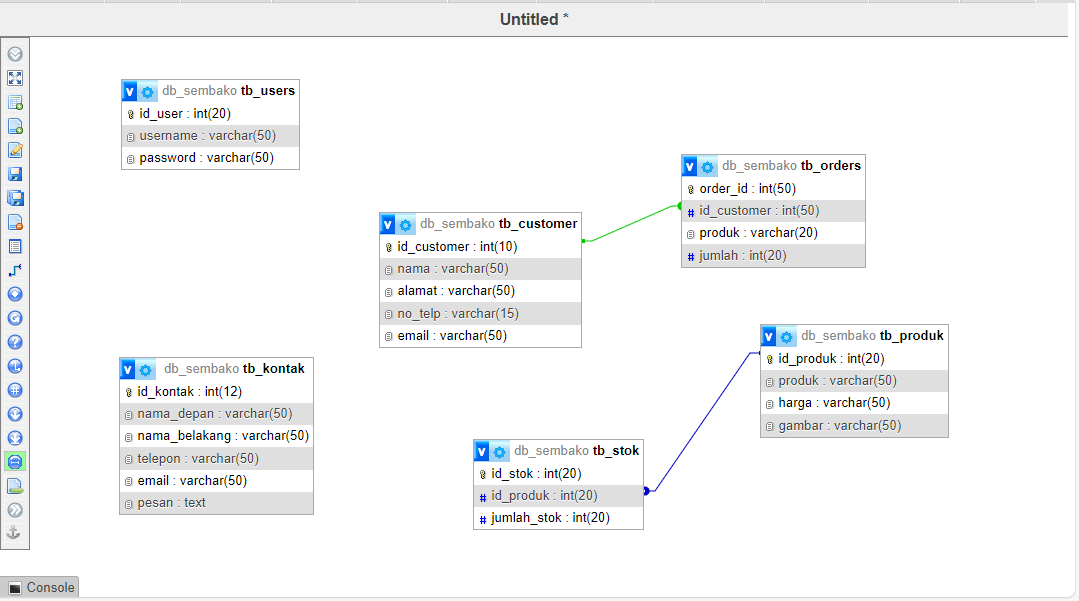 Untitled *
V db_sembako tb_users
id_user : int(20)
username : varchar(50)
password : varchar(50)
V db_sembako tb_orders
order_id : int(50)
# id_customer : int(50)
produk : varchar(20)
# jumlah : int(20)
V db_sembako tb_customer
id_customer : int(10)
nama : varchar(50)
alamat : varchar(50)
no_telp : varchar(15)
email : varchar(50)
V db_sembako tb_produk
id_produk : int(20)
produk : varchar(50)
harga : varchar(50)
gambar : varchar(50)
V db_sembako tb_kontak
id_kontak : int(12)
nama_depan : varchar(50)
nama_belakang : varchar(50)
telepon : varchar(50)
email : varchar(50)
pesan : text
V db_sembako tb_stok
id_stok : int(20)
# id_produk : int(20)
# jumlah_stok : int(20)
Console